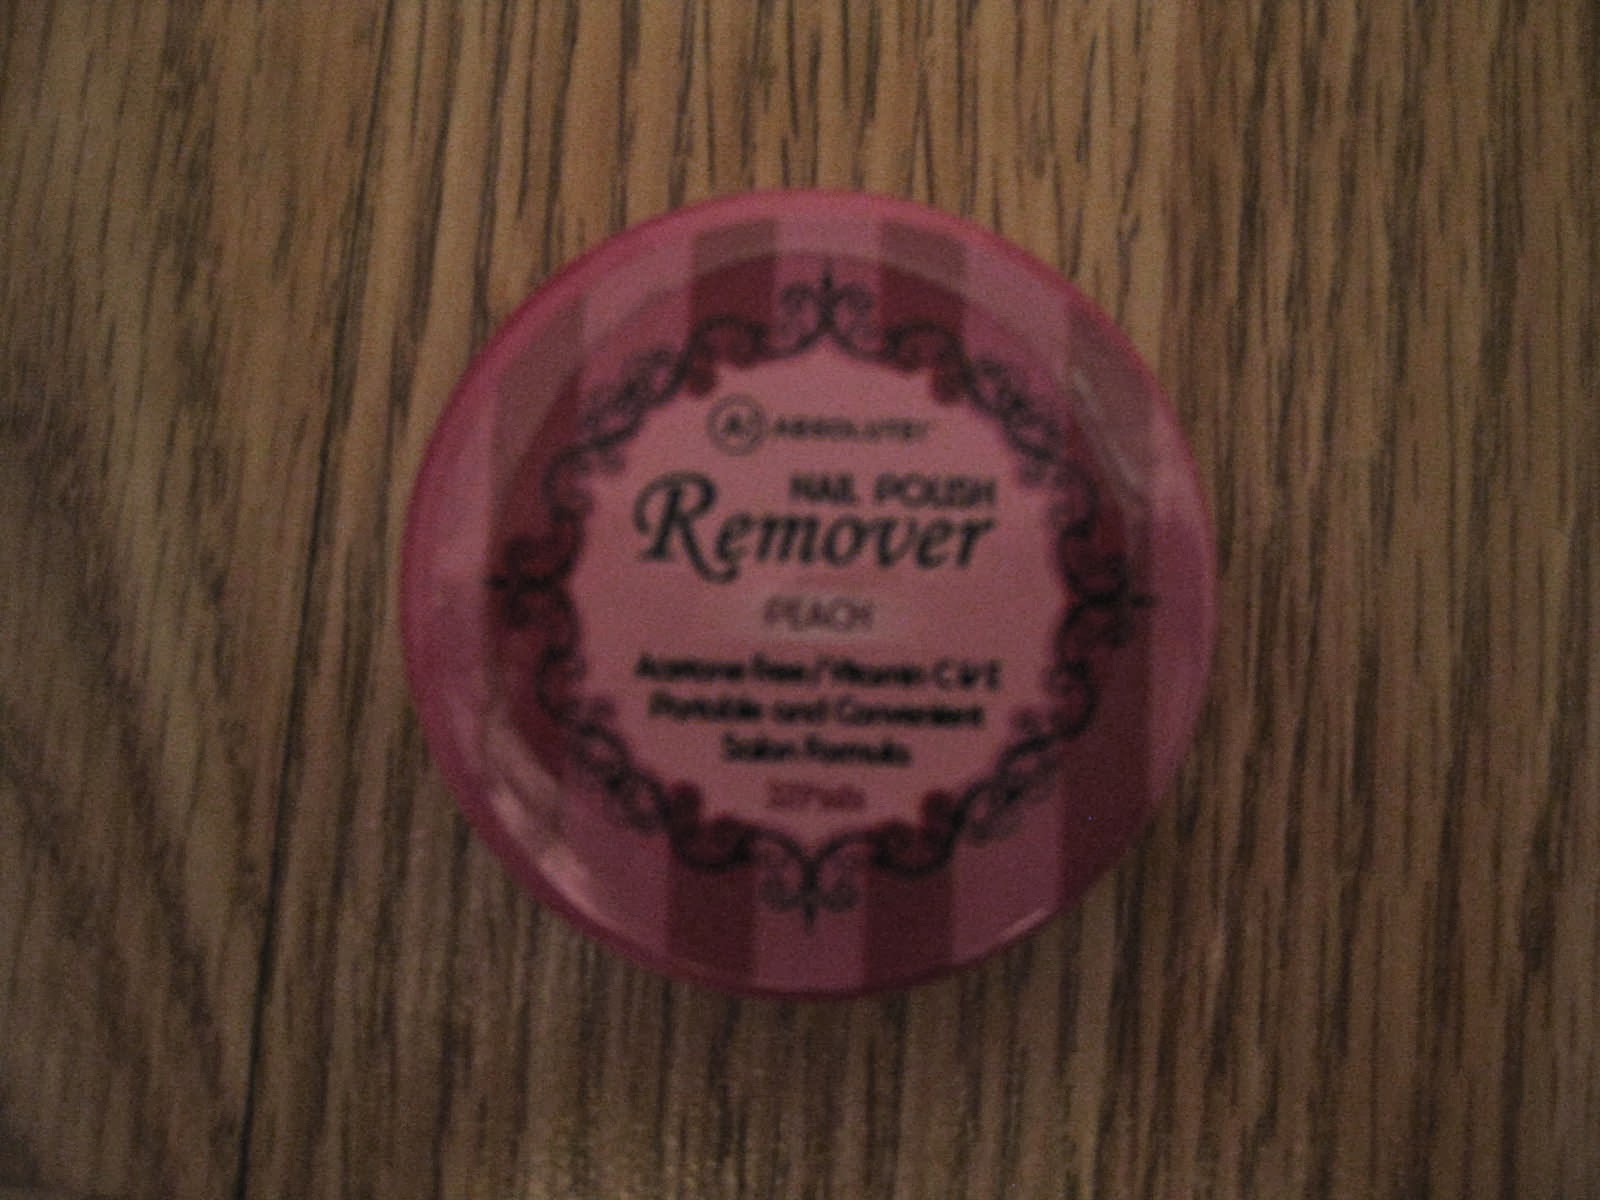 A! ABSOLUTE!
NAIL POLISH
Remover
PEACH
Acetone Free/Vitamin C & E
Portable and Convenient
Salon Formula